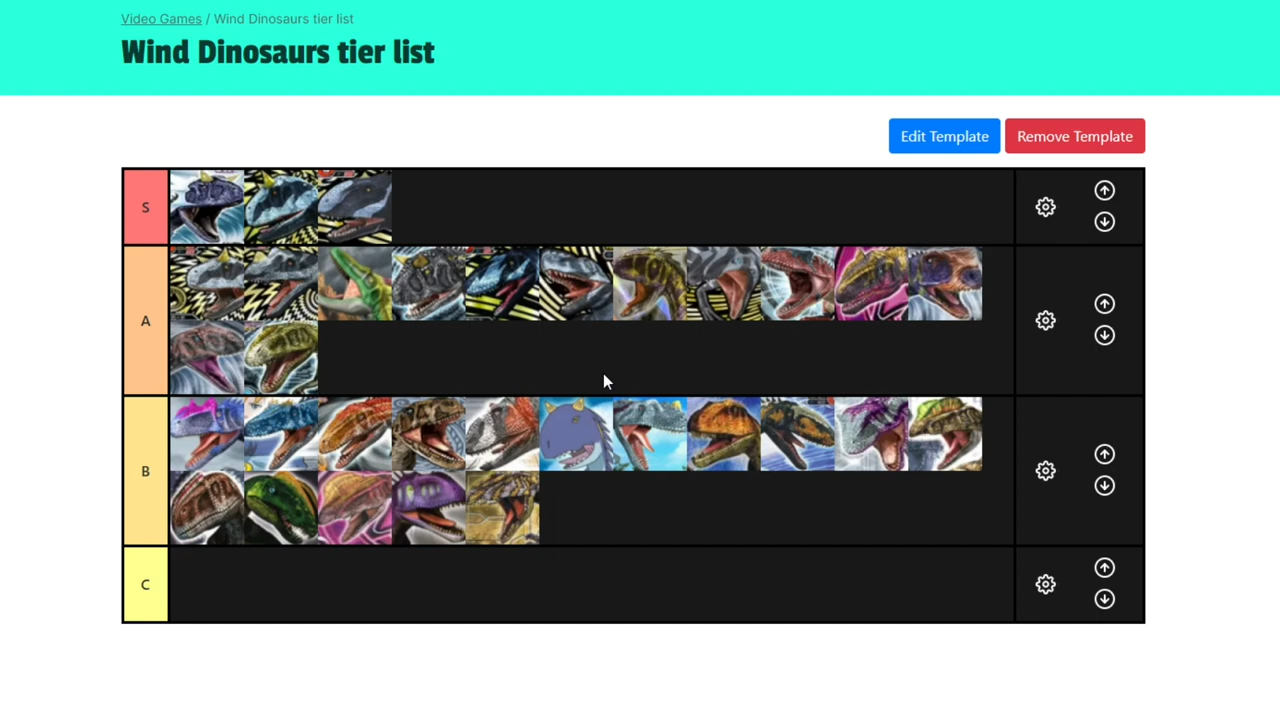 Video Games / Wind Dinosaurs tier list
Wind Dinosaurs tier list
Edit Template
Remove Template
S
A
B
C